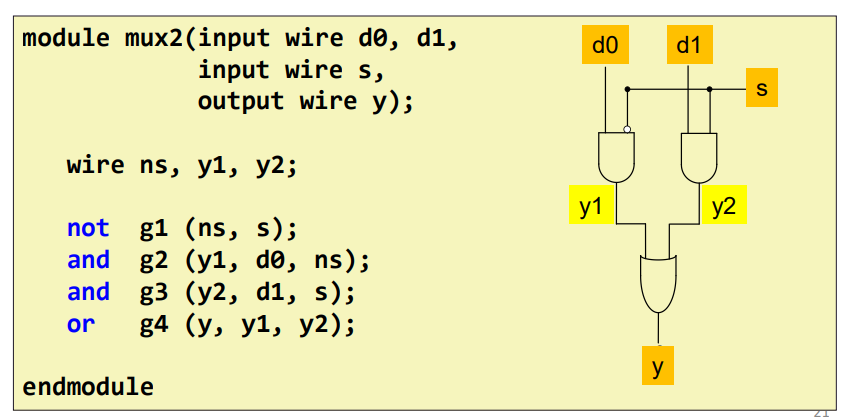 module mux2(input wire d0, d1,
input wire s,
output wire y);
wire ns, y1, y2;
not g1 (ns, s);
and g2 (y1, d0, ns);
and g3 (y2, d1, s);
or g4 (y, y1, y2);
endmodule
d0
d1
s
y1
y2
y
21